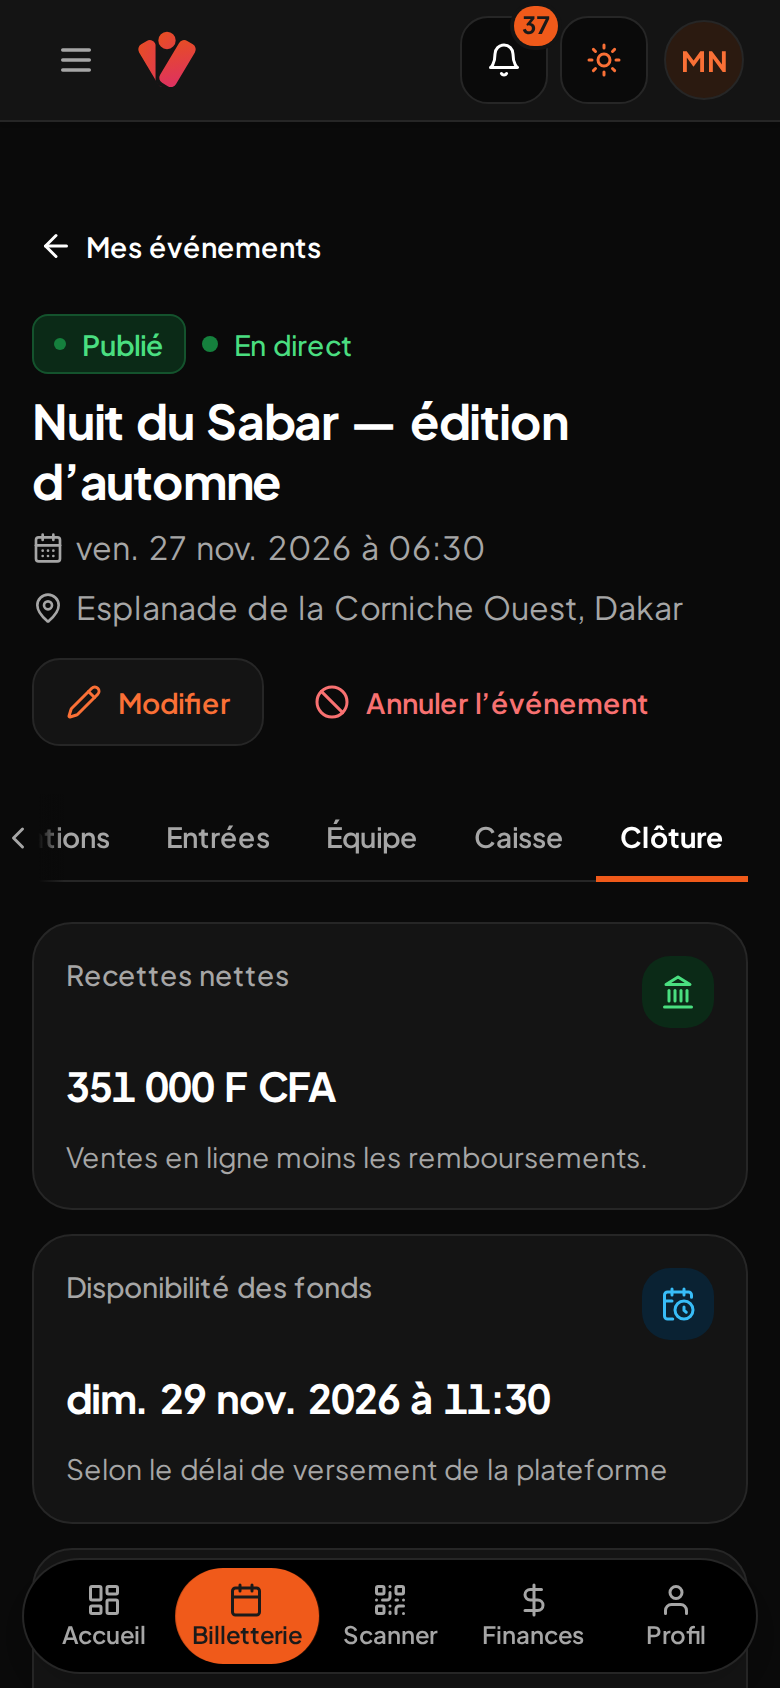 37
MN
Mes événements
Publié
En direct
Nuit du Sabar — édition
d’automne
ven. 27 nov. 2026 à 06:30
Esplanade de la Corniche Ouest, Dakar
Modifier
Annuler l’événement
tions
Entrées
Équipe
Caisse
Clôture
Recettes nettes
351 000 F CFA
Ventes en ligne moins les remboursements.
Disponibilité des fonds
dim. 29 nov. 2026 à 11:30
Selon le délai de versement de la plateforme
Accueil
Billetterie
Scanner
Finances
Profil